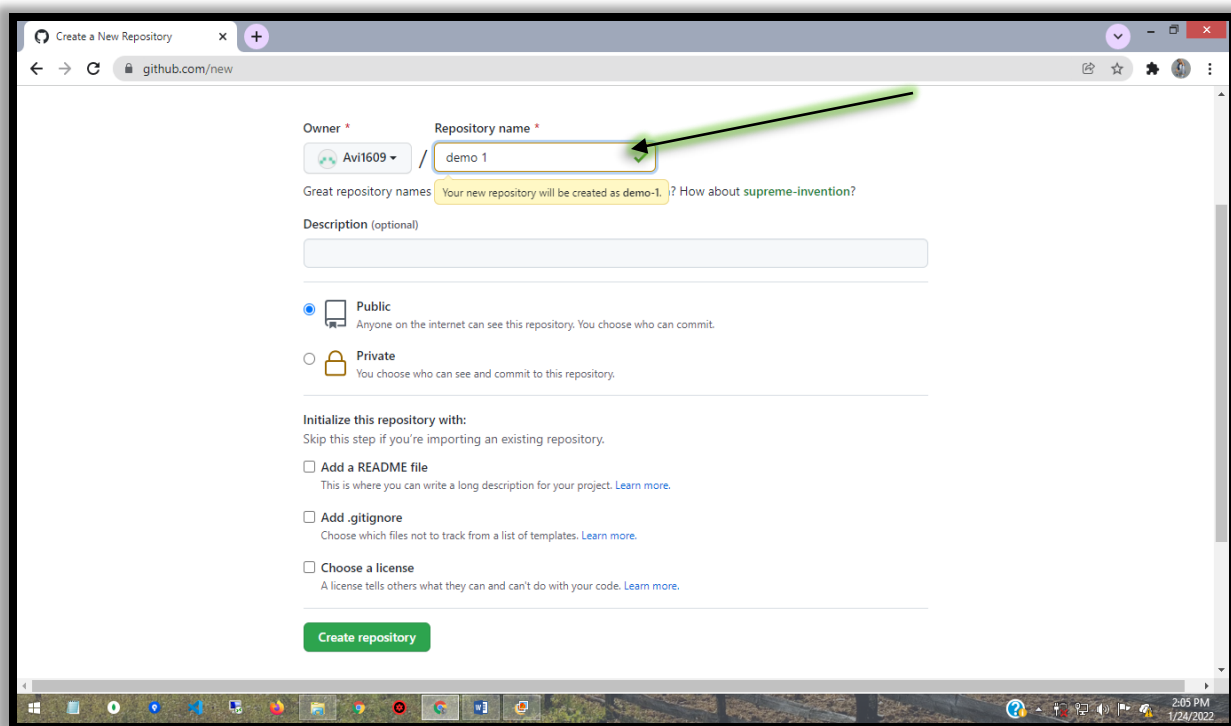 Create a New Repository
github.com/new
Owner * Repository name *
Avi1609 / demo 1
Great repository names Your new repository will be created as demo-1. ? How about supreme-invention?
Description (optional)
Public
Anyone on the internet can see this repository. You choose who can commit.
Private
You choose who can see and commit to this repository.
Initialize this repository with:
Skip this step if you're importing an existing repository.
Add a README file
This is where you can write a long description for your project. Learn more.
Add .gitignore
Choose which files not to track from a list of templates. Learn more.
Choose a license
A license tells others what they can and can't do with your code. Learn more.
Create repository
2:05 PM
1/24/2022